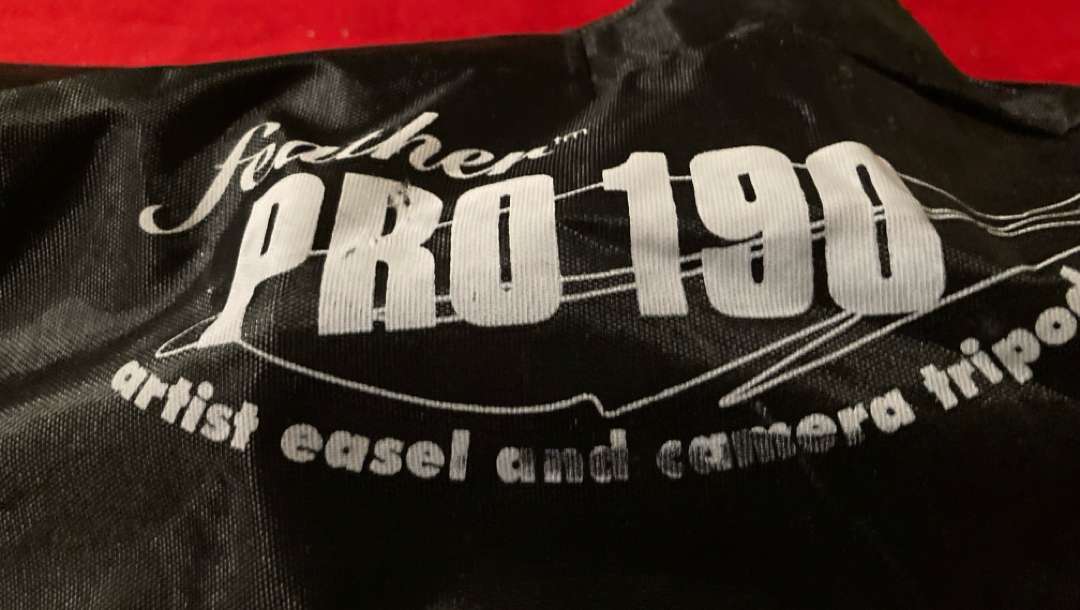 feather™
PRO 190
artist easel and camera tripod